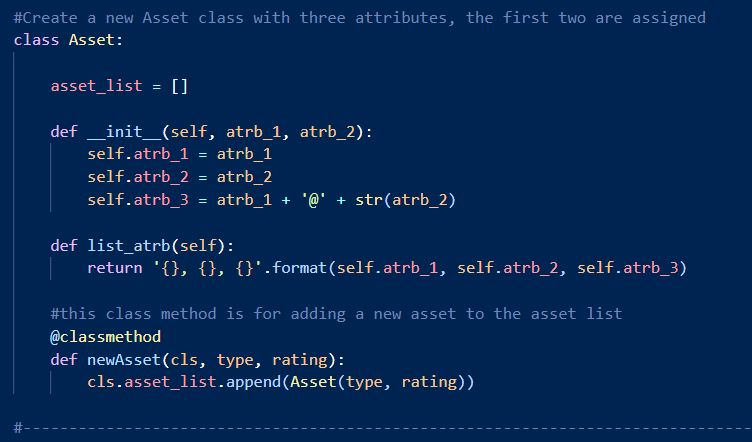 #Create a new Asset class with three attributes, the first two are assigned
class Asset:
asset_list = []
def __init__(self, atrb_1, atrb_2):
self.atrb_1 = atrb_1
self.atrb_2 = atrb_2
self.atrb_3 = atrb_1 + '@' + str(atrb_2)
def list_atrb(self):
return '{}, {}, {}'.format(self.atrb_1, self.atrb_2, self.atrb_3)
#this class method is for adding a new asset to the asset list
@classmethod
def newAsset(cls, type, rating):
cls.asset_list.append(Asset(type, rating))
#--------------------------------------------------------------------------------